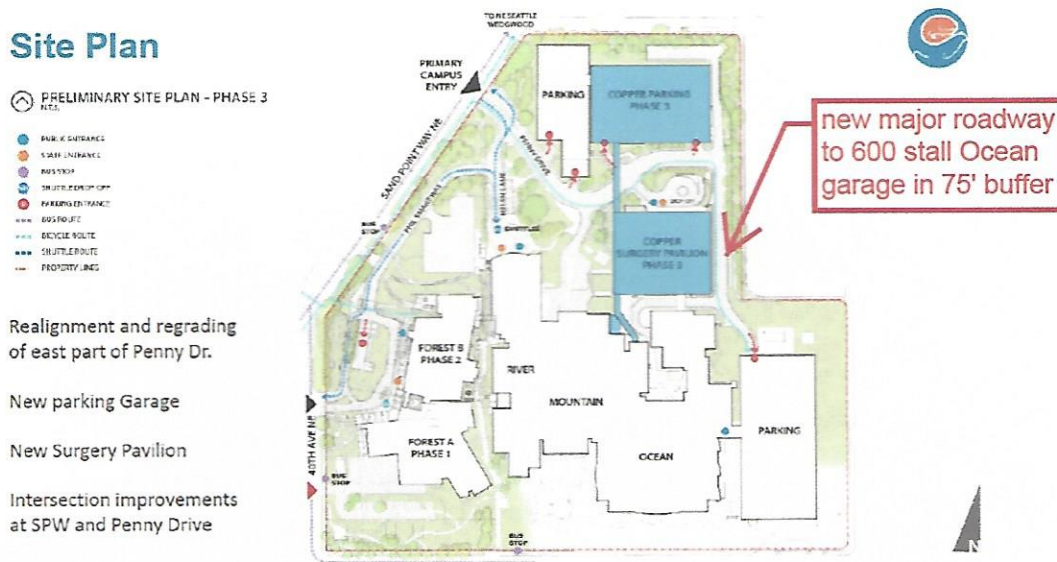 Site Plan
PRELIMINARY SITE PLAN - PHASE 3
N.T.S.
PUBLIC ENTRANCE
STAFF ENTRANCE
BUS STOP
SHUTTLE DROP OFF
PARKING ENTRANCE
BUS ROUTE
BICYCLE ROUTE
SHUTTLE ROUTE
PROPERTY LINES
Realignment and regrading
of east part of Penny Dr.
New parking Garage
New Surgery Pavilion
Intersection improvements
at SPW and Penny Drive
TO NE SEATTLE
WEDGWOOD
PRIMARY
CAMPUS
ENTRY
SAND POINT WAY NE
PENNY DRIVE
HELEN LANE
BUS
STOP
SHUTTLE
PARKING
COPPER PARKING
PHASE 3
COPPER
SURGERY PAVILION
PHASE 3
FOREST B
PHASE 2
FOREST A
PHASE 1
RIVER
MOUNTAIN
OCEAN
PARKING
40TH AVE NE
BUS
STOP
BUS
STOP
new major roadway
to 600 stall Ocean
garage in 75' buffer
N